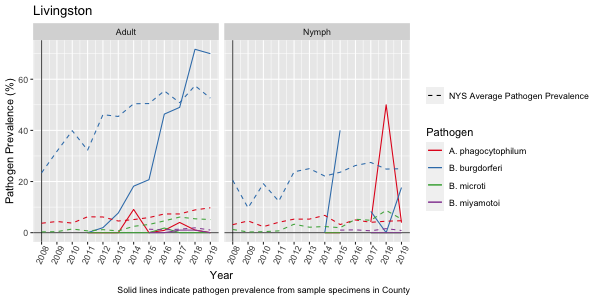 Livingston
Adult
Nymph
Pathogen Prevalence (%)
60
40
20
0
2008 2009 2010 2011 2012 2013 2014 2015 2016 2017 2018 2019
2008 2009 2010 2011 2012 2013 2014 2015 2016 2017 2018 2019
Year
NYS Average Pathogen Prevalence
Pathogen
A. phagocytophilum
B. burgdorferi
B. microti
B. miyamotoi
Solid lines indicate pathogen prevalence from sample specimens in County